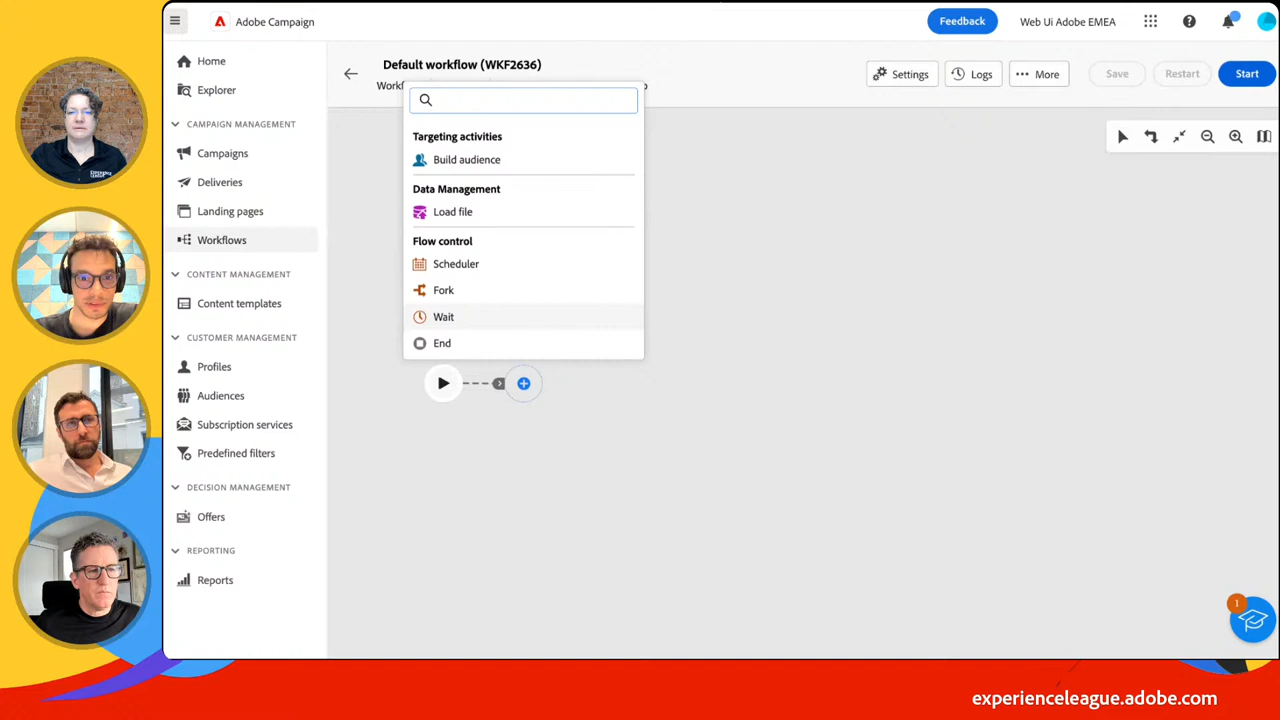 Adobe Campaign
Feedback
Web Ui Adobe EMEA
Home
Explorer
CAMPAIGN MANAGEMENT
Campaigns
Deliveries
Landing pages
Workflows
CONTENT MANAGEMENT
Content templates
CUSTOMER MANAGEMENT
Profiles
Audiences
Subscription services
Predefined filters
DECISION MANAGEMENT
Offers
REPORTING
Reports
Default workflow (WKF2636)
Settings
Logs
More
Save
Restart
Start
Targeting activities
Build audience
Data Management
Load file
Flow control
Scheduler
Fork
Wait
End
1
experienceleague.adobe.com